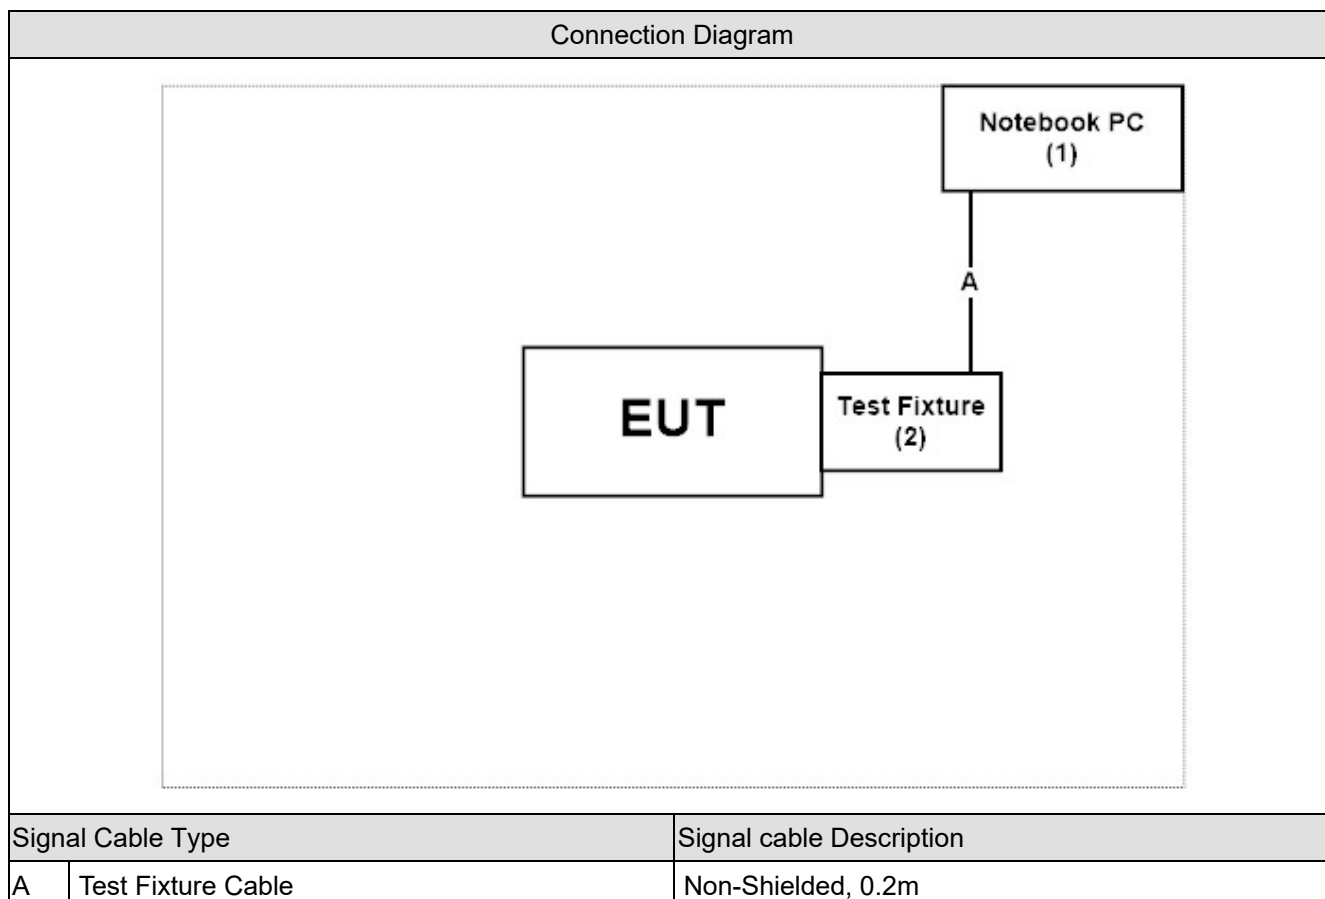 Connection Diagram
Notebook PC
(1)
A
EUT
Test Fixture
(2)
Signal Cable Type
Signal cable Description
A
Test Fixture Cable
Non-Shielded, 0.2m